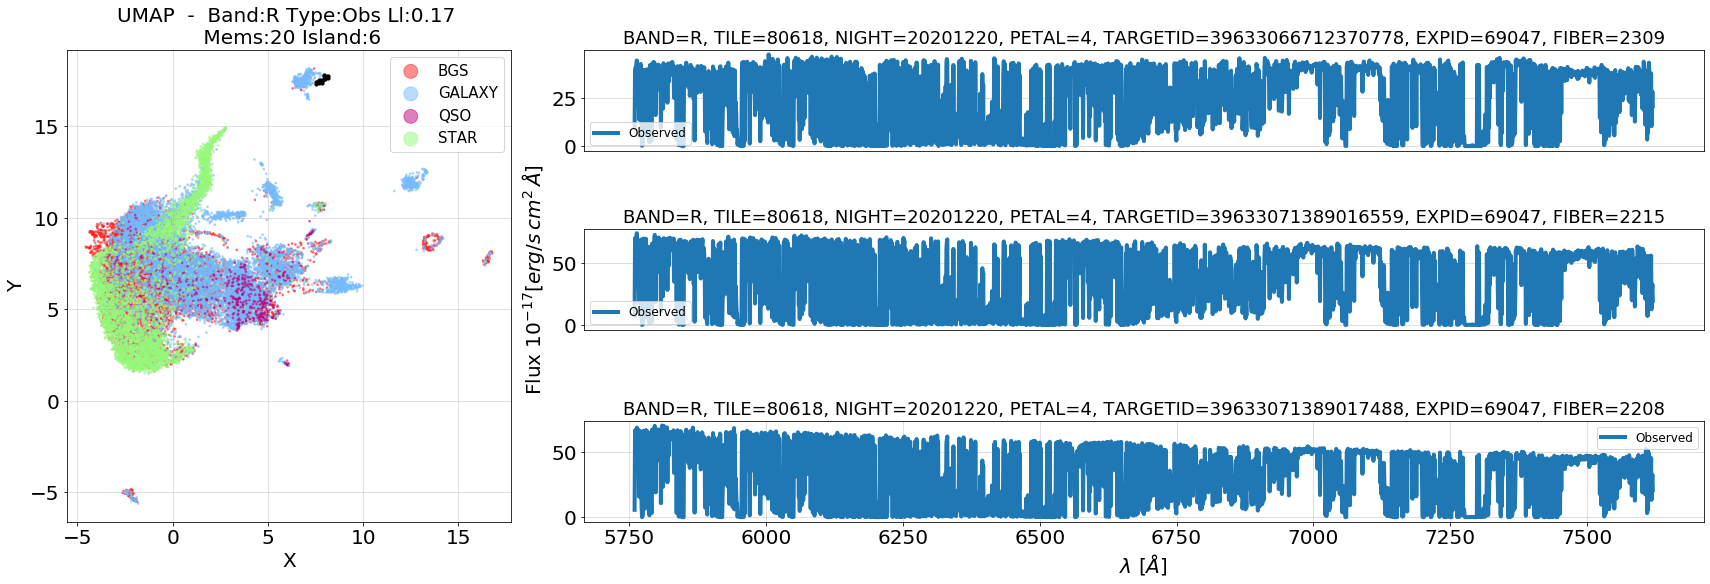 UMAP - Band:R Type:Obs Ll:0.17
Mems:20 Island:6
BGS
GALAXY
QSO
STAR
15
10
5
0
−5
Y
−5
0
5
10
15
X
Flux 10⁻¹⁷[erg/s cm² Å]
BAND=R, TILE=80618, NIGHT=20201220, PETAL=4, TARGETID=39633066712370778, EXPID=69047, FIBER=2309
25
0
Observed
BAND=R, TILE=80618, NIGHT=20201220, PETAL=4, TARGETID=39633071389016559, EXPID=69047, FIBER=2215
50
0
Observed
BAND=R, TILE=80618, NIGHT=20201220, PETAL=4, TARGETID=39633071389017488, EXPID=69047, FIBER=2208
50
0
Observed
5750
6000
6250
6500
6750
7000
7250
7500
λ [Å]